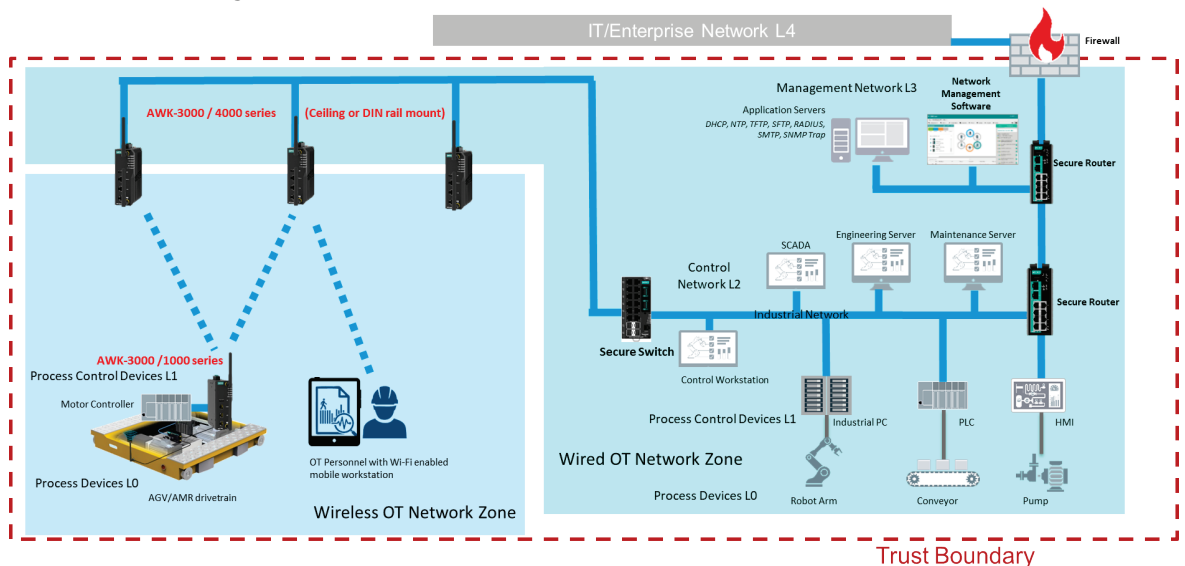 IT/Enterprise Network L4
Firewall
Management Network L3
Network
Management
Software
Application Servers
DHCP, NTP, TFTP, SFTP, RADIUS,
SMTP, SNMP Trap
AWK-3000 / 4000 series
(Ceiling or DIN rail mount)
Secure Router
SCADA
Engineering Server
Maintenance Server
Control
Network L2
Industrial Network
Secure Router
Secure Switch
Control Workstation
AWK-3000 /1000 series
Process Control Devices L1
Motor Controller
Process Control Devices L1
Industrial PC
PLC
HMI
OT Personnel with Wi-Fi enabled
mobile workstation
Wired OT Network Zone
Process Devices L0
AGV/AMR drivetrain
Process Devices L0
Robot Arm
Conveyor
Pump
Wireless OT Network Zone
Trust Boundary